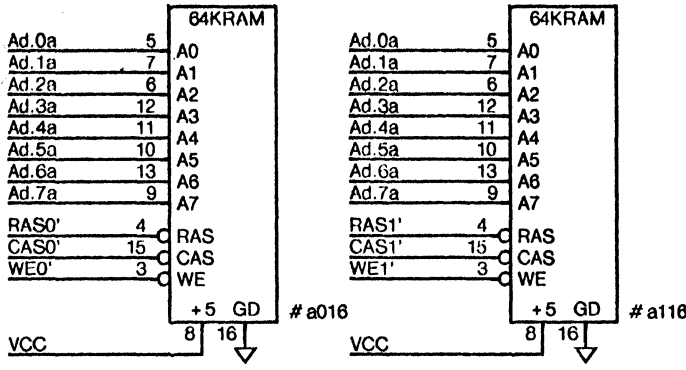 64KRAM 64KRAM
Ad.0a 5 A0 Ad.0a 5 A0
Ad.1a 7 A1 Ad.1a 7 A1
Ad.2a 6 A2 Ad.2a 6 A2
Ad.3a 12 A3 Ad.3a 12 A3
Ad.4a 11 A4 Ad.4a 11 A4
Ad.5a 10 A5 Ad.5a 10 A5
Ad.6a 13 A6 Ad.6a 13 A6
Ad.7a 9 A7 Ad.7a 9 A7
RAS0' 4 RAS RAS1' 4 RAS
CAS0' 15 CAS CAS1' 15 CAS
WE0' 3 WE WE1' 3 WE
+5 GD #a016 +5 GD #a116
8 16 8 16
VCC VCC